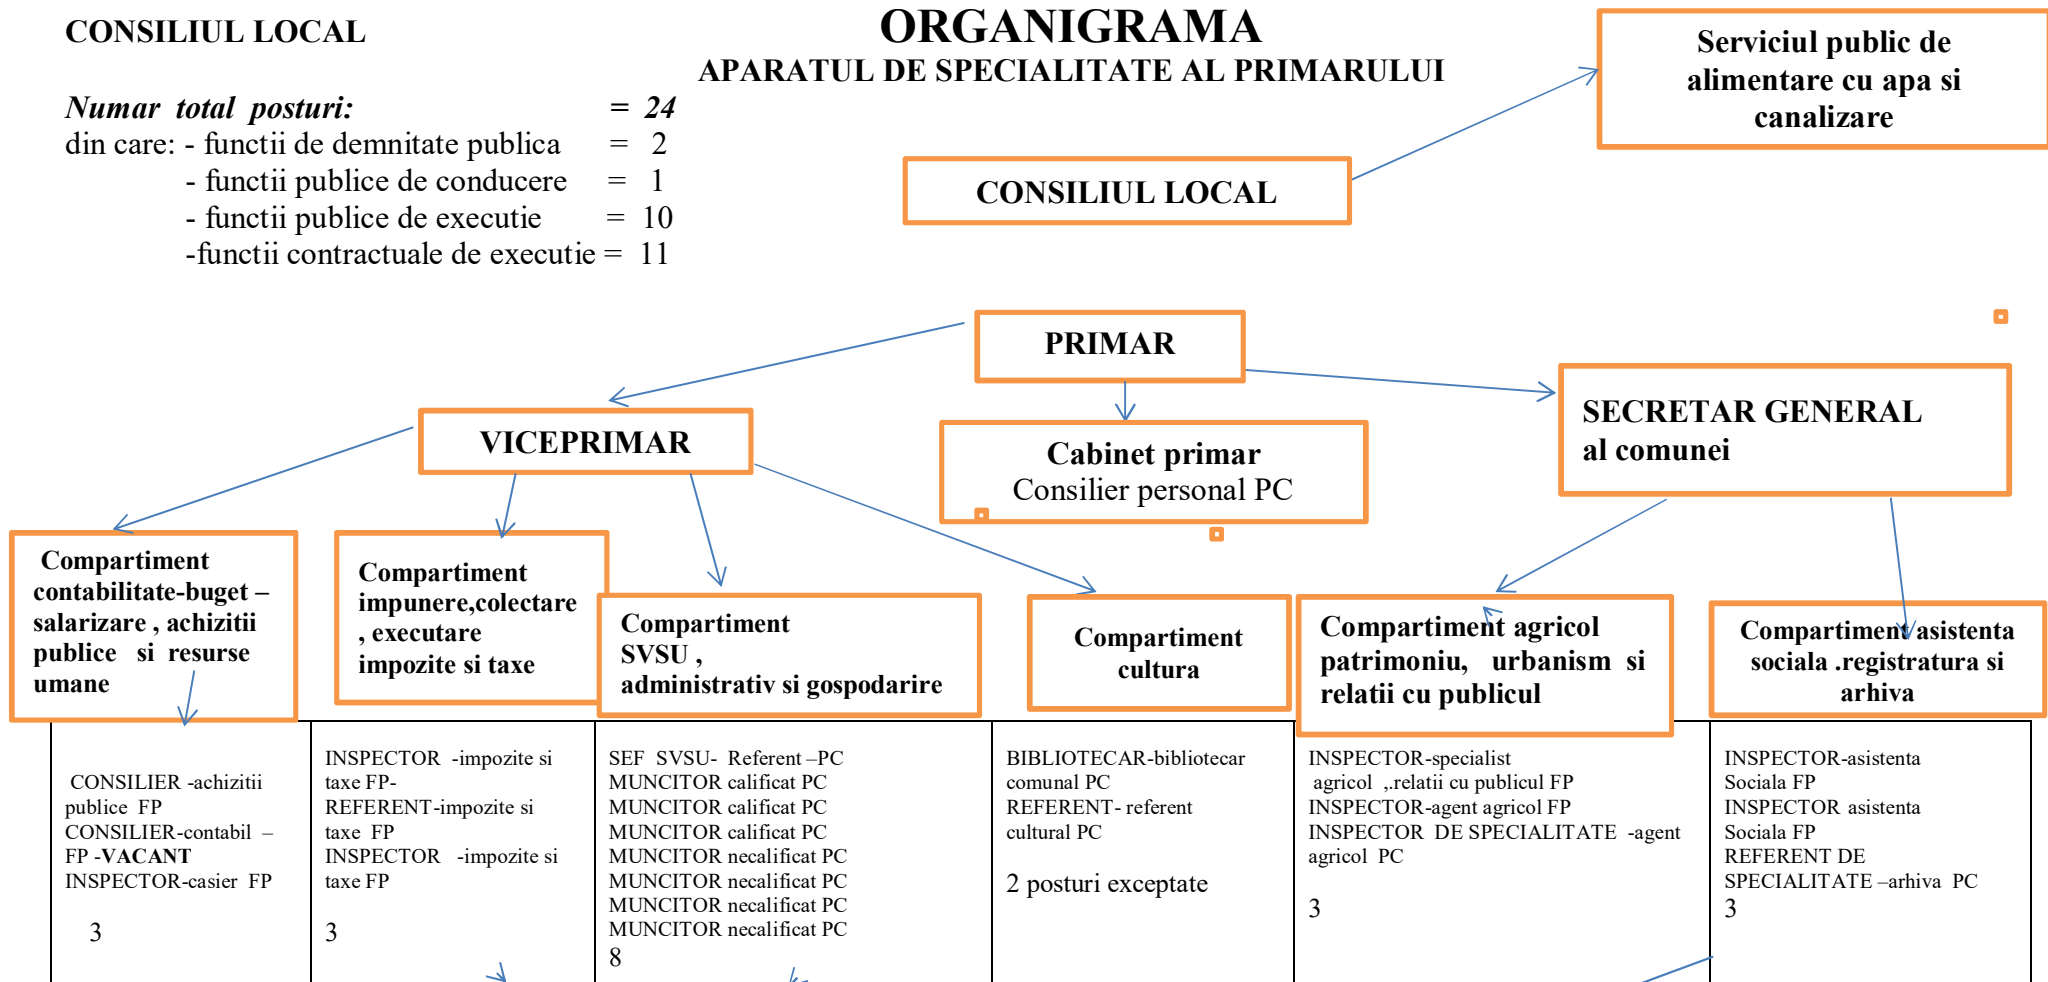 CONSILIUL LOCAL
ORGANIGRAMA
APARATUL DE SPECIALITATE AL PRIMARULUI
Serviciul public de
alimentare cu apa si
canalizare
Numar total posturi: = 24
din care: - functii de demnitate publica = 2
- functii publice de conducere = 1
- functii publice de executie = 10
-functii contractuale de executie = 11
CONSILIUL LOCAL
PRIMAR
VICEPRIMAR
Cabinet primar
Consilier personal PC
SECRETAR GENERAL
al comunei
Compartiment
contabilitate-buget –
salarizare , achizitii
publice si resurse
umane
Compartiment
impunere,colectare
, executare
impozite si taxe
Compartiment
SVSU ,
administrativ si gospodarire
Compartiment
cultura
Compartiment agricol
patrimoniu, urbanism si
relatii cu publicul
Compartiment asistenta
sociala .registratura si
arhiva
CONSILIER -achizitii
publice FP
CONSILIER-contabil –
FP -VACANT
INSPECTOR-casier FP
3
INSPECTOR -impozite si
taxe FP-
REFERENT-impozite si
taxe FP
INSPECTOR -impozite si
taxe FP
3
SEF SVSU- Referent –PC
MUNCITOR calificat PC
MUNCITOR calificat PC
MUNCITOR calificat PC
MUNCITOR necalificat PC
MUNCITOR necalificat PC
MUNCITOR necalificat PC
MUNCITOR necalificat PC
8
BIBLIOTECAR-bibliotecar
comunal PC
REFERENT- referent
cultural PC
2 posturi exceptate
INSPECTOR-specialist
agricol ,.relatii cu publicul FP
INSPECTOR-agent agricol FP
INSPECTOR DE SPECIALITATE -agent
agricol PC
3
INSPECTOR-asistenta
Sociala FP
INSPECTOR asistenta
Sociala FP
REFERENT DE
SPECIALITATE –arhiva PC
3